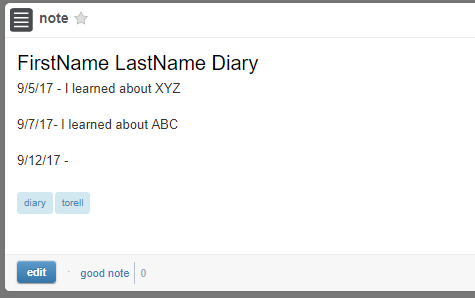 note
FirstName LastName Diary
9/5/17 - I learned about XYZ
9/7/17- I learned about ABC
9/12/17 -
diary torell
edit · good note 0